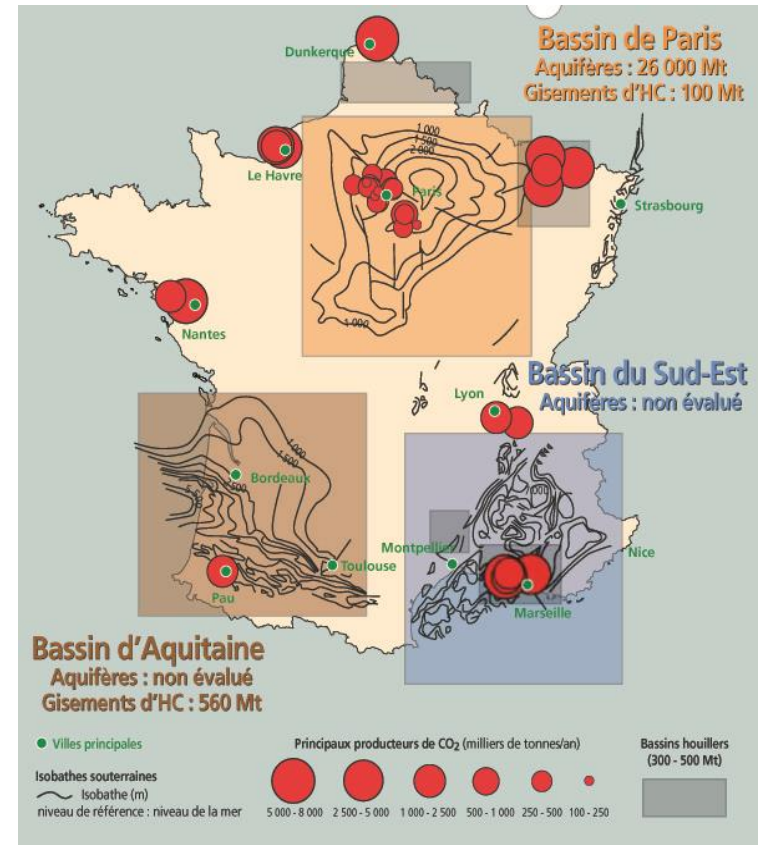 Dunkerque
Bassin de Paris
Aquifères : 26 000 Mt
Gisements d'HC : 100 Mt
1 000
1 500
2 000
Le Havre
Paris
Strasbourg
Nantes
1 000
Bassin du Sud-Est
Aquifères : non évalué
Lyon
1 000
1 500
Bordeaux
Montpellier
Nice
Toulouse
Pau
Marseille
Bassin d'Aquitaine
Aquifères : non évalué
Gisements d'HC : 560 Mt
Villes principales
Principaux producteurs de CO₂ (milliers de tonnes/an)
Bassins houillers
(300 - 500 Mt)
Isobathes souterraines
Isobathe (m)
niveau de référence : niveau de la mer
5 000 - 8 000 2 500 - 5 000 1 000 - 2 500 500 - 1 000 250 - 500 100 - 250